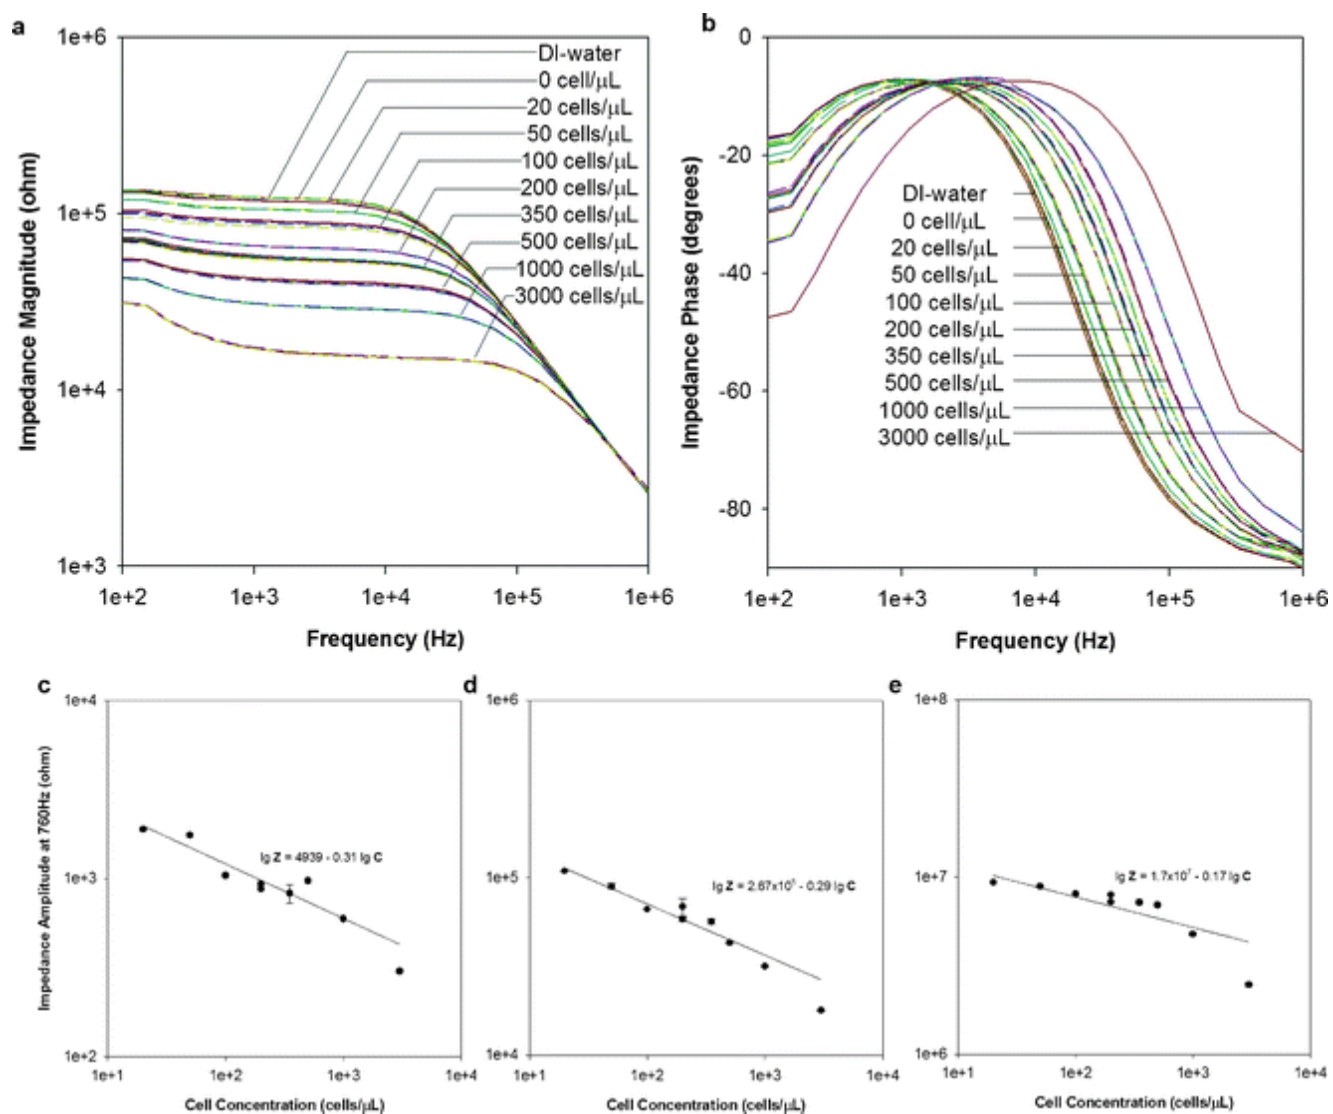 a
1e+6
1e+5
1e+4
1e+3
Impedance Magnitude (ohm)
DI-water
0 cell/μL
20 cells/μL
50 cells/μL
100 cells/μL
200 cells/μL
350 cells/μL
500 cells/μL
1000 cells/μL
3000 cells/μL
1e+2 1e+3 1e+4 1e+5 1e+6
Frequency (Hz)
b
0
-20
-40
-60
-80
Impedance Phase (degrees)
DI-water
0 cell/μL
20 cells/μL
50 cells/μL
100 cells/μL
200 cells/μL
350 cells/μL
500 cells/μL
1000 cells/μL
3000 cells/μL
1e+2 1e+3 1e+4 1e+5 1e+6
Frequency (Hz)
c
1e+4
1e+3
1e+2
Impedance Amplitude at 760Hz (ohm)
lg Z = 4939 - 0.31 lg C
1e+1 1e+2 1e+3 1e+4
Cell Concentration (cells/μL)
d
1e+6
1e+5
1e+4
lg Z = 2.67x10⁵ - 0.29 lg C
1e+1 1e+2 1e+3 1e+4
Cell Concentration (cells/μL)
e
1e+8
1e+7
1e+6
lg Z = 1.7x10⁷ - 0.17 lg C
1e+1 1e+2 1e+3 1e+4
Cell Concentration (cells/μL)